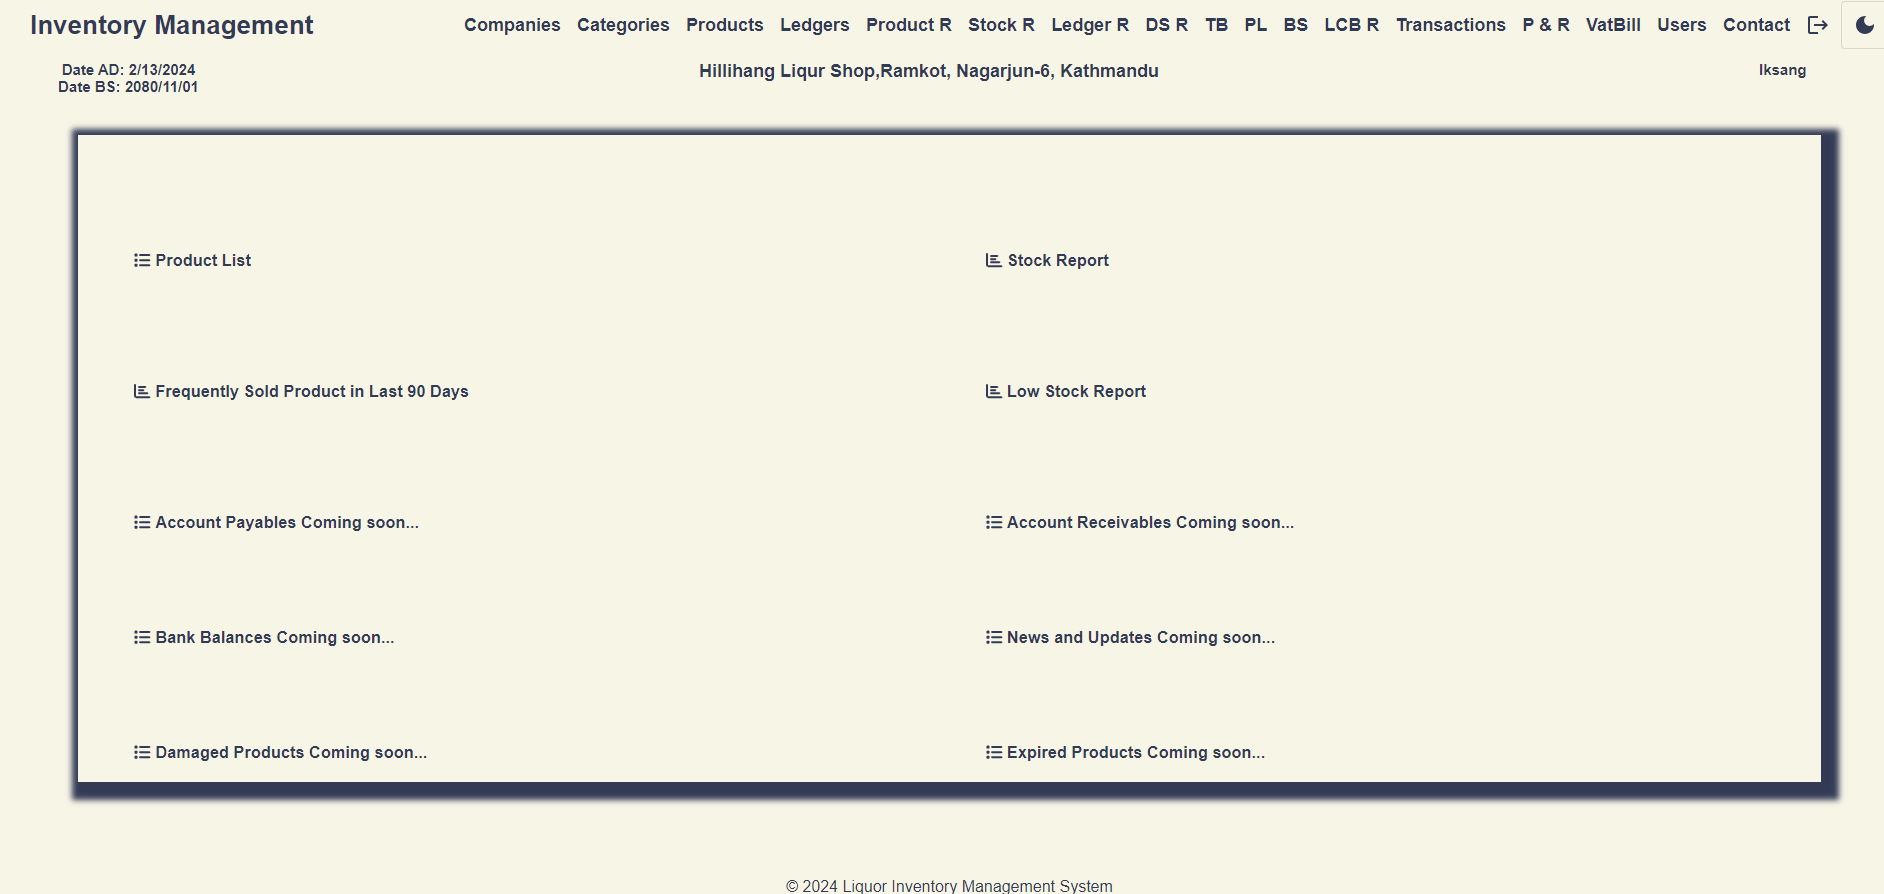 Inventory Management
Companies Categories Products Ledgers Product R Stock R Ledger R DS R TB PL BS LCB R Transactions P & R VatBill Users Contact
Date AD: 2/13/2024
Date BS: 2080/11/01
Hillihang Liqur Shop,Ramkot, Nagarjun-6, Kathmandu
Iksang
Product List
Stock Report
Frequently Sold Product in Last 90 Days
Low Stock Report
Account Payables Coming soon...
Account Receivables Coming soon...
Bank Balances Coming soon...
News and Updates Coming soon...
Damaged Products Coming soon...
Expired Products Coming soon...
© 2024 Liquor Inventory Management System